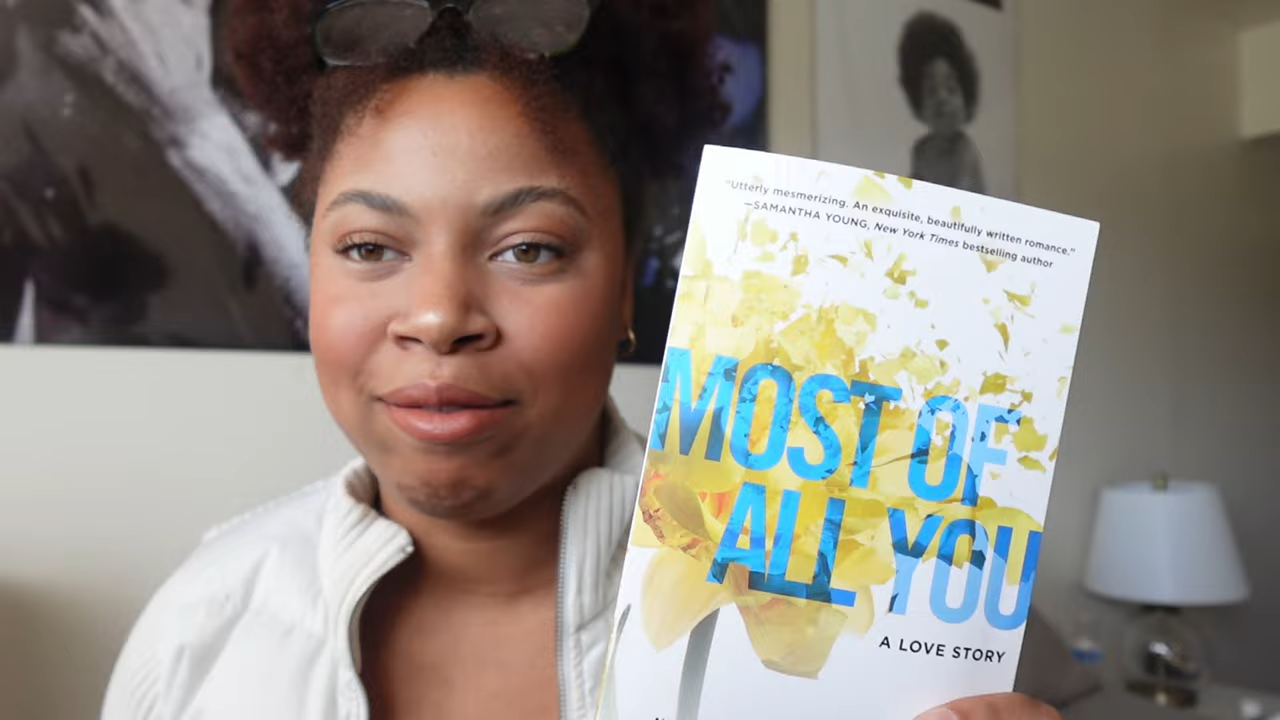 "Utterly mesmerizing. An exquisite, beautifully written romance."
—SAMANTHA YOUNG, New York Times bestselling author
MOST OF
ALL YOU
A LOVE STORY